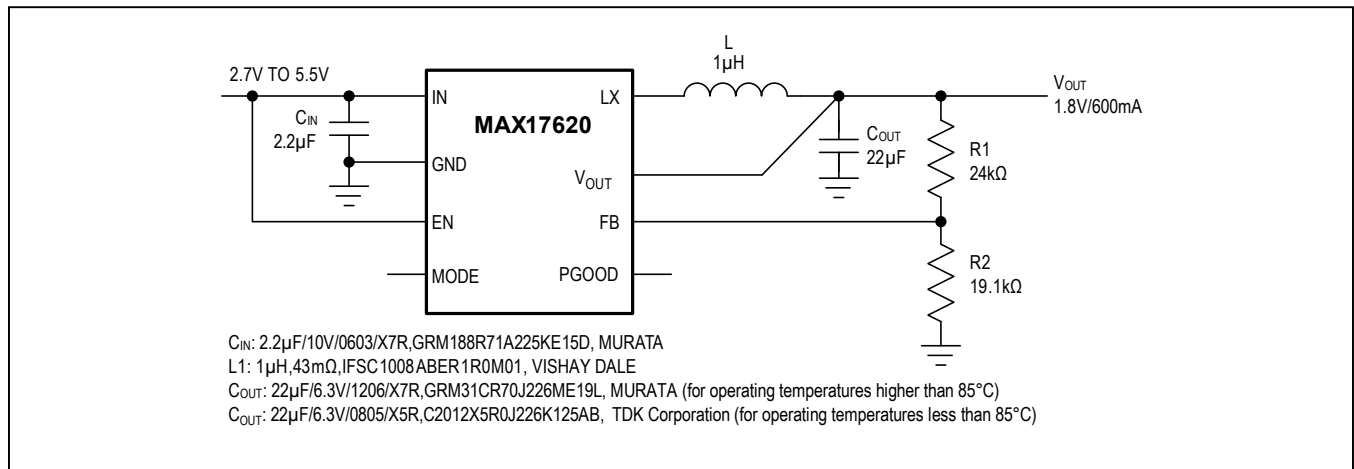 L
1µH
2.7V TO 5.5V
IN
LX
VOUT
1.8V/600mA
CIN
2.2µF
MAX17620
COUT
22µF
R1
24kΩ
GND
VOUT
EN
FB
R2
19.1kΩ
MODE
PGOOD
CIN: 2.2µF/10V/0603/X7R,GRM188R71A225KE15D, MURATA
L1: 1µH,43mΩ,IFSC1008ABER1R0M01, VISHAY DALE
COUT: 22µF/6.3V/1206/X7R,GRM31CR70J226ME19L, MURATA (for operating temperatures higher than 85°C)
COUT: 22µF/6.3V/0805/X5R,C2012X5R0J226K125AB, TDK Corporation (for operating temperatures less than 85°C)